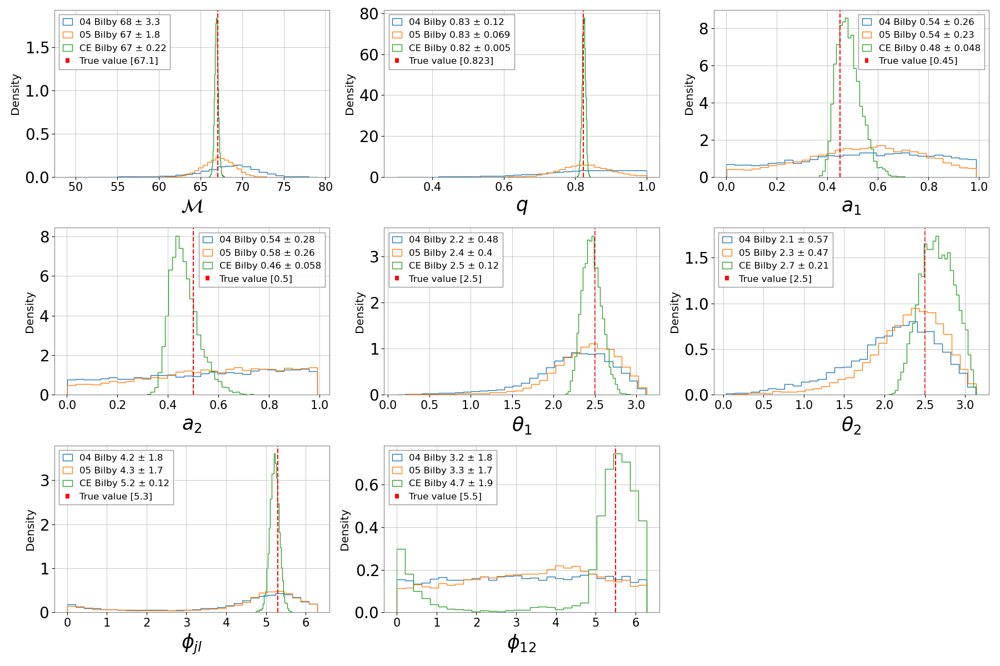 04 Bilby 68 ± 3.3
05 Bilby 67 ± 1.8
CE Bilby 67 ± 0.22
True value [67.1]
Density
0.0
0.5
1.0
1.5
50 55 60 65 70 75 80
ℳ
04 Bilby 0.83 ± 0.12
05 Bilby 0.83 ± 0.069
CE Bilby 0.82 ± 0.005
True value [0.823]
Density
80
60
40
20
0
0.4 0.6 0.8 1.0
q
04 Bilby 0.54 ± 0.26
05 Bilby 0.54 ± 0.23
CE Bilby 0.48 ± 0.048
True value [0.45]
Density
8
6
4
2
0
0.0 0.2 0.4 0.6 0.8 1.0
a₁
04 Bilby 0.54 ± 0.28
05 Bilby 0.58 ± 0.26
CE Bilby 0.46 ± 0.058
True value [0.5]
Density
8
6
4
2
0
0.0 0.2 0.4 0.6 0.8 1.0
a₂
04 Bilby 2.2 ± 0.48
05 Bilby 2.4 ± 0.4
CE Bilby 2.5 ± 0.12
True value [2.5]
Density
3
2
1
0
0.0 0.5 1.0 1.5 2.0 2.5 3.0
θ₁
04 Bilby 2.1 ± 0.57
05 Bilby 2.3 ± 0.47
CE Bilby 2.7 ± 0.21
True value [2.5]
Density
1.5
1.0
0.5
0.0
0.0 0.5 1.0 1.5 2.0 2.5 3.0
θ₂
04 Bilby 4.2 ± 1.8
05 Bilby 4.3 ± 1.7
CE Bilby 5.2 ± 0.12
True value [5.3]
Density
3
2
1
0
0 1 2 3 4 5 6
ϕ_jl
04 Bilby 3.2 ± 1.8
05 Bilby 3.3 ± 1.7
CE Bilby 4.7 ± 1.9
True value [5.5]
Density
0.6
0.4
0.2
0.0
0 1 2 3 4 5 6
ϕ₁₂